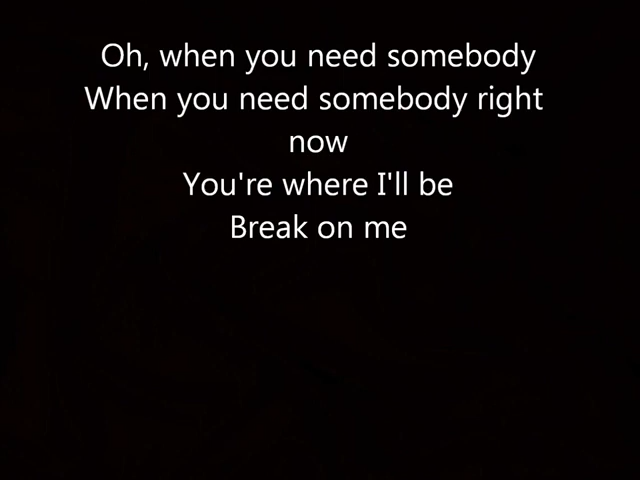 Oh, when you need somebody
When you need somebody right
now
You're where I'll be
Break on me